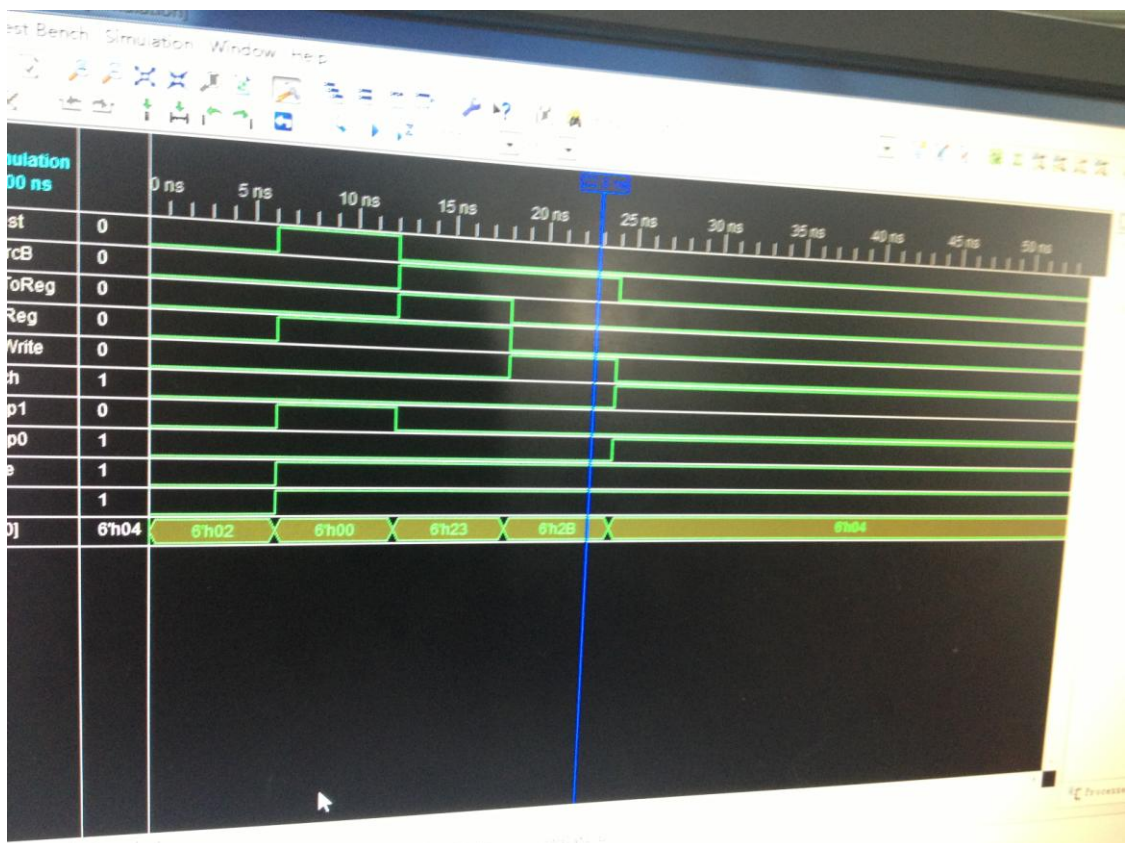 est Bench Simulation Window Help
mulation
00 ns
0 ns 5 ns 10 ns 15 ns 20 ns 25 ns 30 ns 35 ns 40 ns 45 ns 50 ns
st 0
rcB 0
ToReg 0
Reg 0
Write 0
ch 1
p1 0
p0 1
e 1
1
0] 6'h04 6'h02 6'h00 6'h23 6'h2B 6'h04
Processe